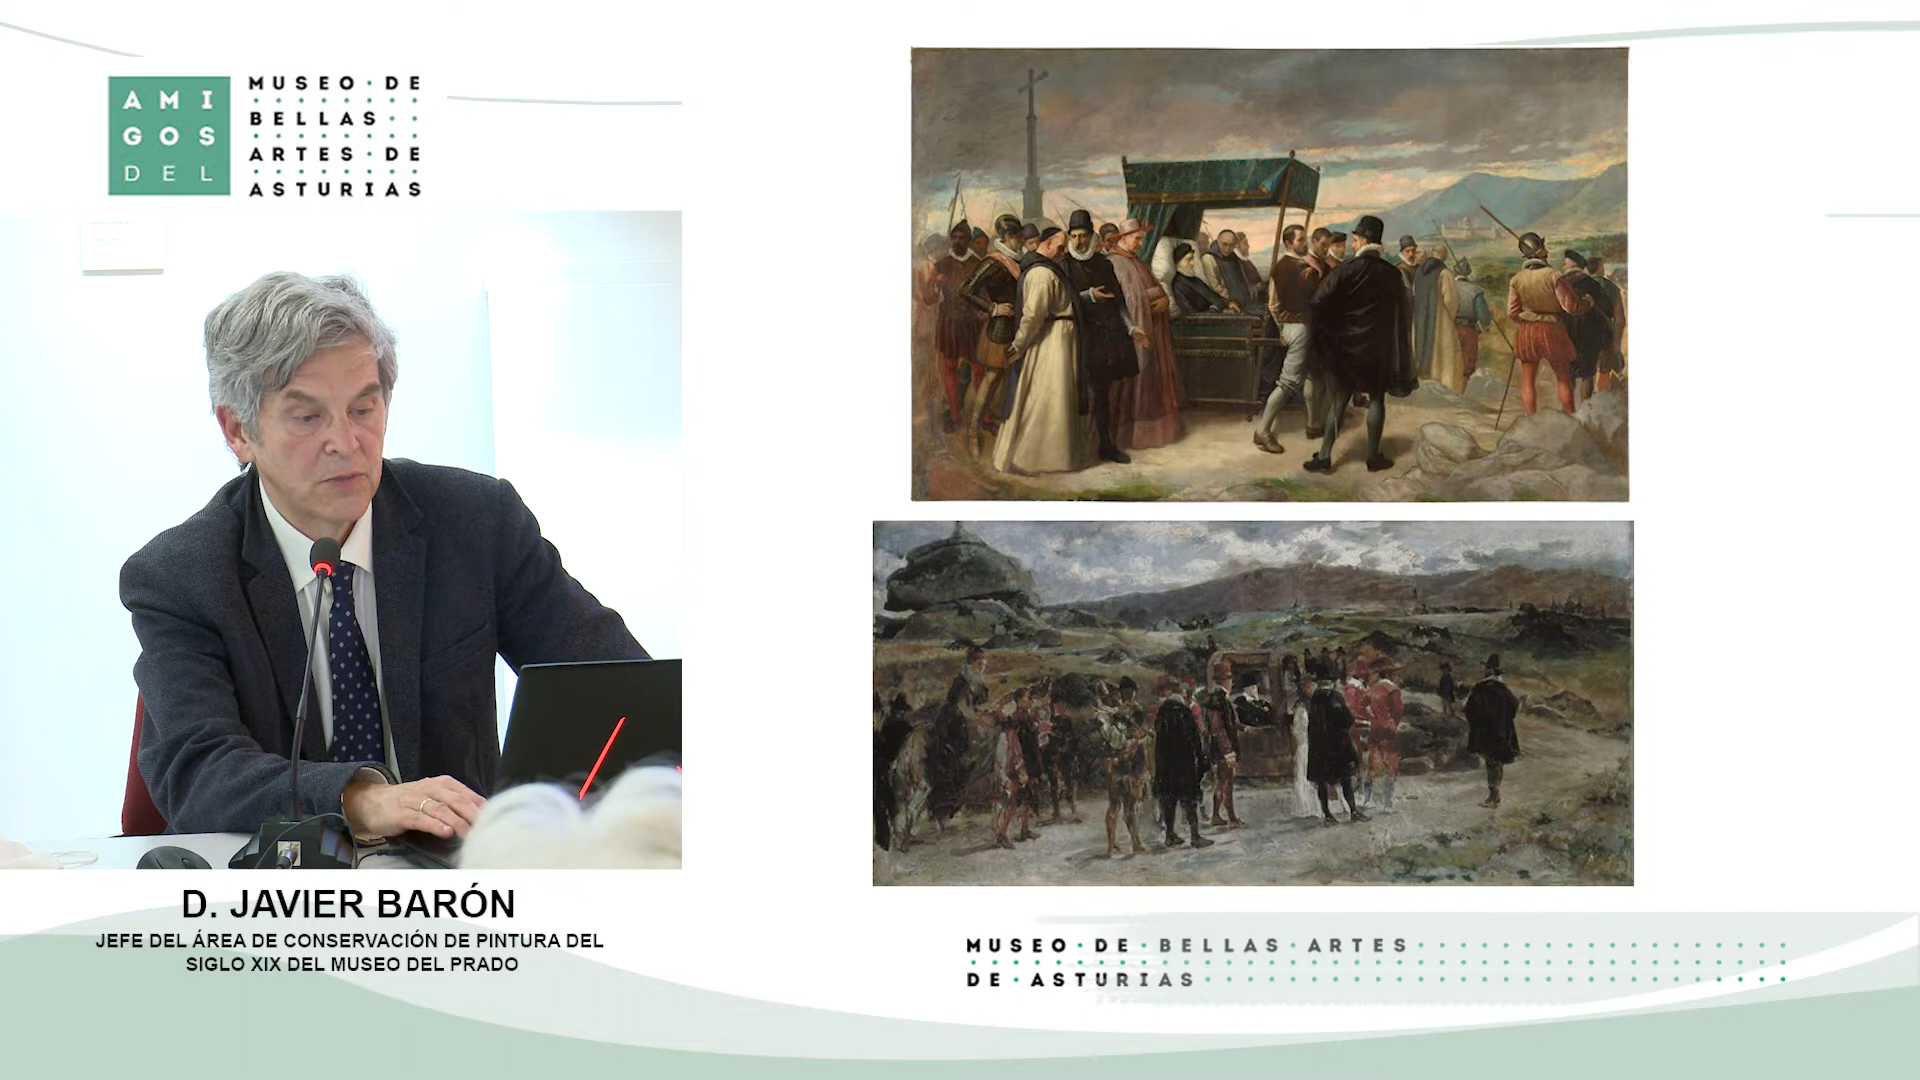 AMI
GOS
DEL
MUSEO · DE
BELLAS
ARTES · DE
ASTURIAS
D. JAVIER BARÓN
JEFE DEL ÁREA DE CONSERVACIÓN DE PINTURA DEL
SIGLO XIX DEL MUSEO DEL PRADO
MUSEO · DE · BELLAS · ARTES
DE · ASTURIAS